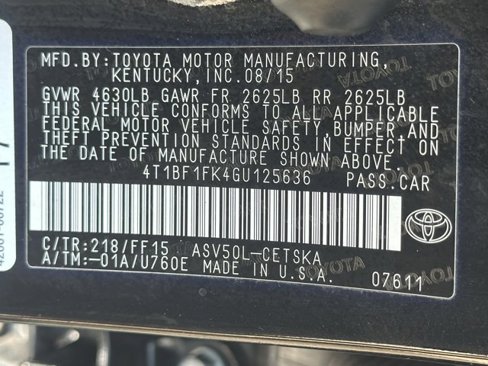 MFD. BY: TOYOTA MOTOR MANUFACTURING,
KENTUCKY, INC. 08/15
GVWR 4630LB GAWR FR 2625LB RR 2625LB
THIS VEHICLE CONFORMS TO ALL APPLICABLE
FEDERAL MOTOR VEHICLE SAFETY, BUMPER, AND
THEFT PREVENTION STANDARDS IN EFFECT ON
THE DATE OF MANUFACTURE SHOWN ABOVE.
4T1BF1FK4GU125636 PASS.CAR
C/TR:218/FF15 ASV50L-CETSKA
A/TM:-01A/U760E MADE IN U.S.A.
07611
TOYOTA